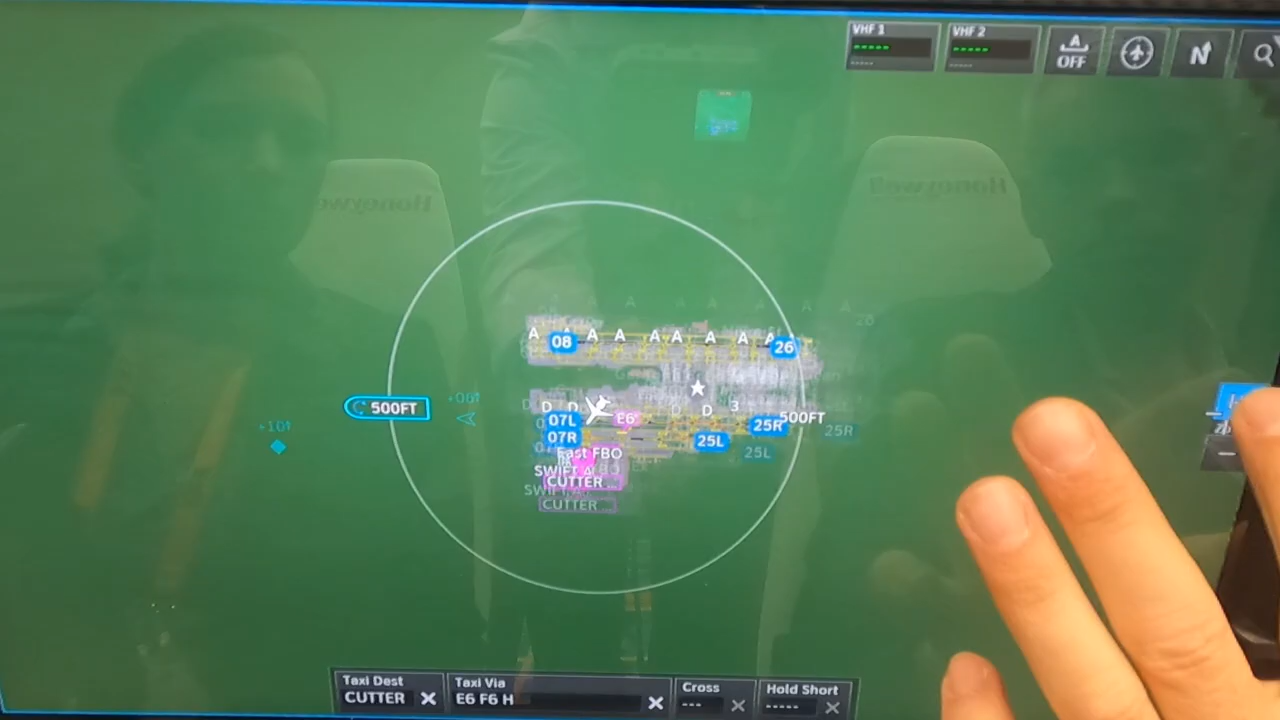 VHF 1
-----
-----
VHF 2
-----
-----
A
OFF
N
Honeywell
Honeywell
A A A A A A A A A
08
26
500FT
D D
E6
D D 3
500FT
07L
07R
25R
25L
25R
25L
East FBO
SWIFT A
CUTTER
CUTTER
Taxi Dest
CUTTER X
Taxi Via
E6 F6 H X
Cross
--- X
Hold Short
----- X